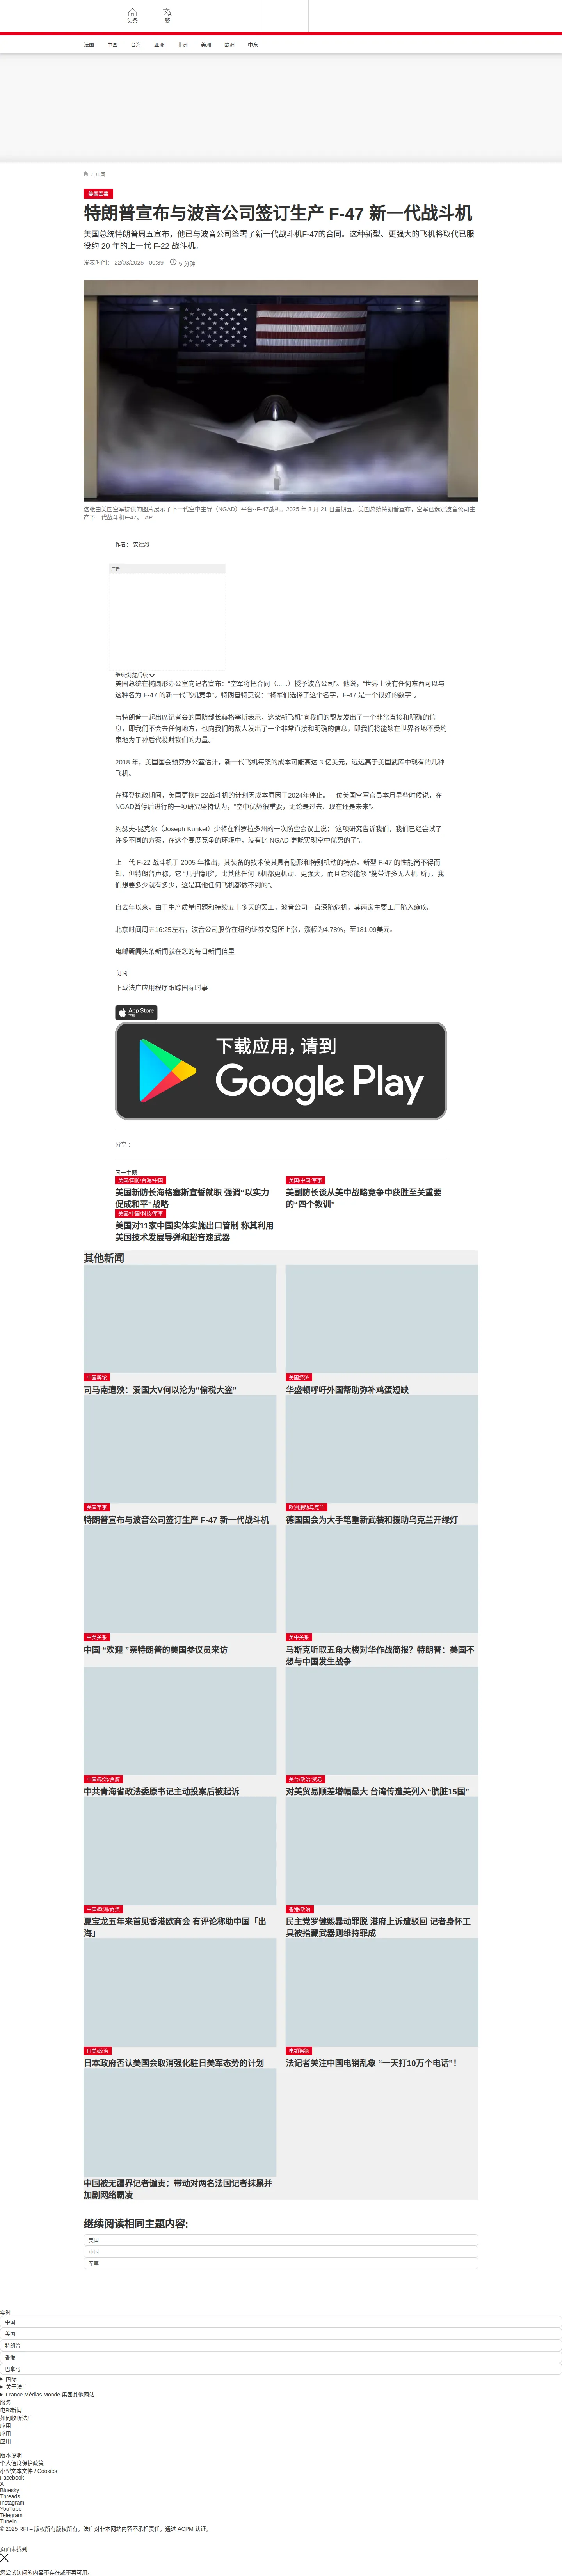 头条
繁
法国
中国
台海
亚洲
非洲
美洲
欧洲
中东
/ 中国
美国军事
特朗普宣布与波音公司签订生产 F-47 新一代战斗机
美国总统特朗普周五宣布，他已与波音公司签署了新一代战斗机F-47的合同。这种新型、更强大的飞机将取代已服
役约 20 年的上一代 F-22 战斗机。
发表时间： 22/03/2025 - 00:39
5 分钟
这张由美国空军提供的图片展示了下一代空中主导（NGAD）平台--F-47战机。2025 年 3 月 21 日星期五，美国总统特朗普宣布，空军已选定波音公司生
产下一代战斗机F-47。 AP
作者： 安德烈
广告
继续浏览后续
美国总统在椭圆形办公室向记者宣布：“空军将把合同（......）授予波音公司”。他说，“世界上没有任何东西可以与
这种名为 F-47 的新一代飞机竞争”。特朗普特意说：“将军们选择了这个名字，F-47 是一个很好的数字”。
与特朗普一起出席记者会的国防部长赫格塞斯表示，这架新飞机“向我们的盟友发出了一个非常直接和明确的信
息，即我们不会去任何地方，也向我们的敌人发出了一个非常直接和明确的信息，即我们将能够在世界各地不受约
束地为子孙后代投射我们的力量。”
2018 年，美国国会预算办公室估计，新一代飞机每架的成本可能高达 3 亿美元，远远高于美国武库中现有的几种
飞机。
在拜登执政期间，美国更换F-22战斗机的计划因成本原因于2024年停止。一位美国空军官员本月早些时候说，在
NGAD暂停后进行的一项研究坚持认为，“空中优势很重要，无论是过去、现在还是未来”。
约瑟夫-昆克尔（Joseph Kunkel）少将在科罗拉多州的一次防空会议上说：“这项研究告诉我们，我们已经尝试了
许多不同的方案，在这个高度竞争的环境中，没有比 NGAD 更能实现空中优势的了”。
上一代 F-22 战斗机于 2005 年推出，其装备的技术使其具有隐形和特别机动的特点。新型 F-47 的性能尚不得而
知，但特朗普声称，它 “几乎隐形”，比其他任何飞机都更机动、更强大，而且它将能够 “携带许多无人机飞行，我
们想要多少就有多少，这是其他任何飞机都做不到的”。
自去年以来，由于生产质量问题和持续五十多天的罢工，波音公司一直深陷危机，其两家主要工厂陷入瘫痪。
北京时间周五16:25左右，波音公司股价在纽约证券交易所上涨，涨幅为4.78%，至181.09美元。
电邮新闻头条新闻就在您的每日新闻信里
订阅
下载法广应用程序跟踪国际时事
App Store
下载
下载应用，请到
Google Play
分享 :
同一主题
美国/国防/台海/中国
美国新防长海格塞斯宣誓就职 强调“以实力
促成和平”战略
美国/中国/军事
美副防长谈从美中战略竞争中获胜至关重要
的“四个教训”
美国/中国/科技/军事
美国对11家中国实体实施出口管制 称其利用
美国技术发展导弹和超音速武器
其他新闻
中国舆论
司马南遭殃：爱国大V何以沦为“偷税大盗”
美国经济
华盛顿呼吁外国帮助弥补鸡蛋短缺
美国军事
特朗普宣布与波音公司签订生产 F-47 新一代战斗机
欧洲援助乌克兰
德国国会为大手笔重新武装和援助乌克兰开绿灯
中美关系
中国 “欢迎 ”亲特朗普的美国参议员来访
美中关系
马斯克听取五角大楼对华作战简报？特朗普：美国不
想与中国发生战争
中国/政治/贪腐
中共青海省政法委原书记主动投案后被起诉
美台/政治/贸易
对美贸易顺差增幅最大 台湾传遭美列入“肮脏15国”
中国/欧洲/商贸
夏宝龙五年来首见香港欧商会 有评论称助中国「出
海」
香港/政治
民主党罗健熙暴动罪脱 港府上诉遭驳回 记者身怀工
具被指藏武器则维持罪成
日美/政治
日本政府否认美国会取消强化驻日美军态势的计划
电销猖獗
法记者关注中国电销乱象 “一天打10万个电话”！
中国被无疆界记者谴责：带动对两名法国记者抹黑并
加剧网络霸凌
继续阅读相同主题内容:
美国
中国
军事
实时
中国
美国
特朗普
香港
巴拿马
国际
关于法广
France Médias Monde 集团其他网站
服务
电邮新闻
如何收听法广
应用
应用
应用
版本说明
个人信息保护政策
小型文本文件 / Cookies
Facebook
X
Bluesky
Threads
Instagram
YouTube
Telegram
TuneIn
© 2025 RFI – 版权所有版权所有。法广对非本网站内容不承担责任。通过 ACPM 认证。
页面未找到
您尝试访问的内容不存在或不再可用。